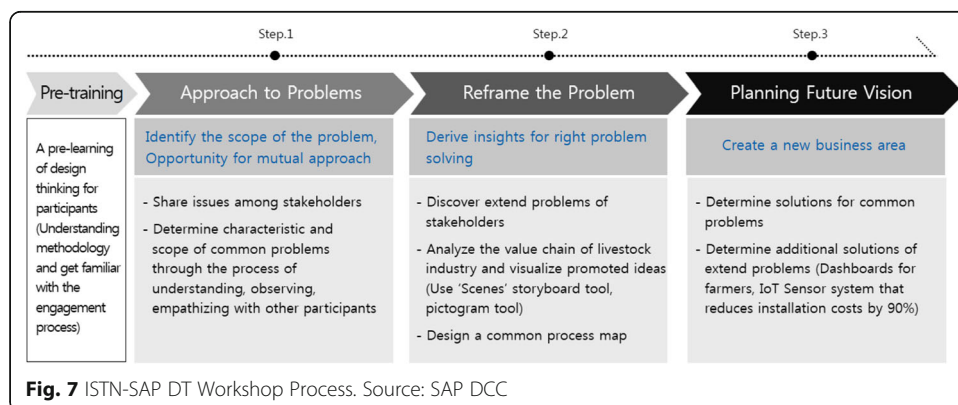 Step.1
Step.2
Step.3
Pre-training
Approach to Problems
Reframe the Problem
Planning Future Vision
A pre-learning
of design
thinking for
participants
(Understanding
methodology
and get familiar
with the
engagement
process)
Identify the scope of the problem,
Opportunity for mutual approach
- Share issues among stakeholders
- Determine characteristic and
scope of common problems
through the process of
understanding, observing,
empathizing with other participants
Derive insights for right problem
solving
- Discover extend problems of
stakeholders
- Analyze the value chain of livestock
industry and visualize promoted ideas
(Use 'Scenes' storyboard tool,
pictogram tool)
- Design a common process map
Create a new business area
- Determine solutions for common
problems
- Determine additional solutions of
extend problems (Dashboards for
farmers, IoT Sensor system that
reduces installation costs by 90%)
Fig. 7 ISTN-SAP DT Workshop Process. Source: SAP DCC